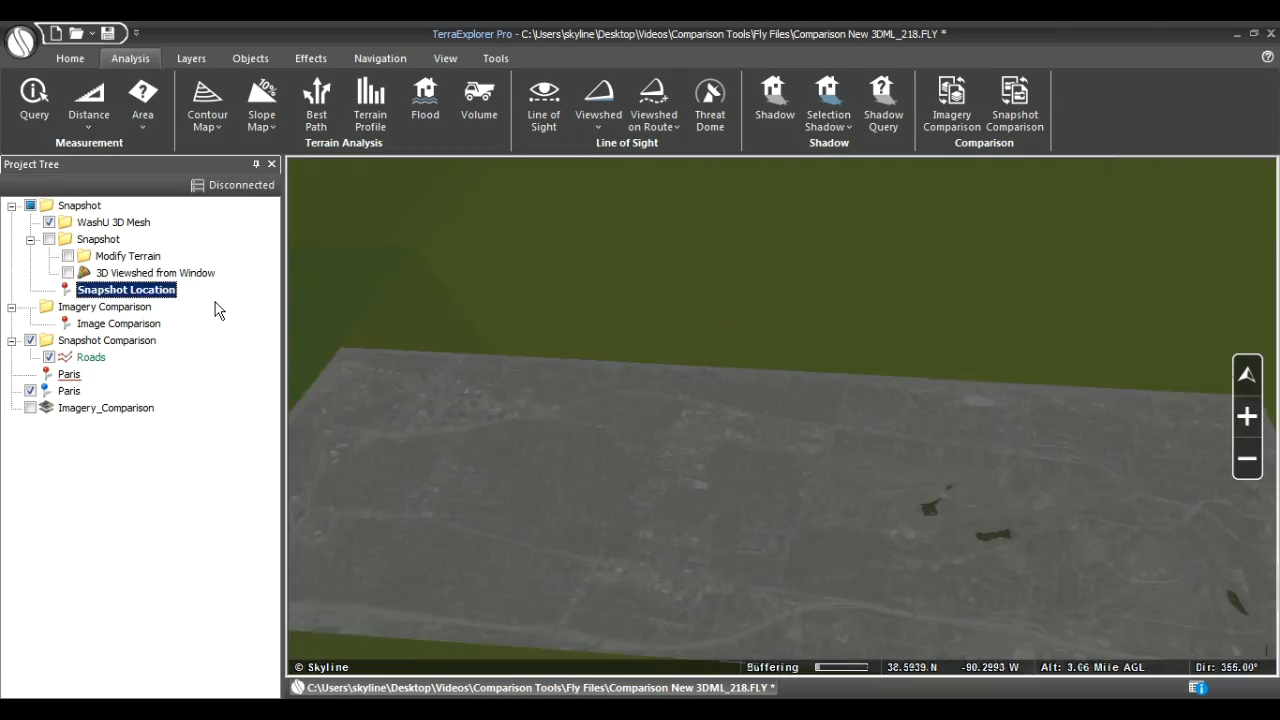 TerraExplorer Pro - C:\Users\skyline\Desktop\Videos\Comparison Tools\Fly Files\Comparison New 3DML_218.FLY *
Home Analysis Layers Objects Effects Navigation View Tools
Query Distance Area Contour Map Slope Map Best Path Terrain Profile Flood Volume Line of Sight Viewshed Viewshed on Route Threat Dome Shadow Selection Shadow Shadow Query Imagery Comparison Snapshot Comparison
10%
Measurement Terrain Analysis Line of Sight Shadow Comparison
Project Tree
Disconnected
Snapshot
WashU 3D Mesh
Snapshot
Modify Terrain
3D Viewshed from Window
Snapshot Location
Imagery Comparison
Image Comparison
Snapshot Comparison
Roads
Paris
Paris
Imagery_Comparison
© Skyline Buffering 38.5939 N -90.2993 W Alt: 3.06 Mile AGL Dir: 355.00°
C:\Users\skyline\Desktop\Videos\Comparison Tools\Fly Files\Comparison New 3DML_218.FLY *